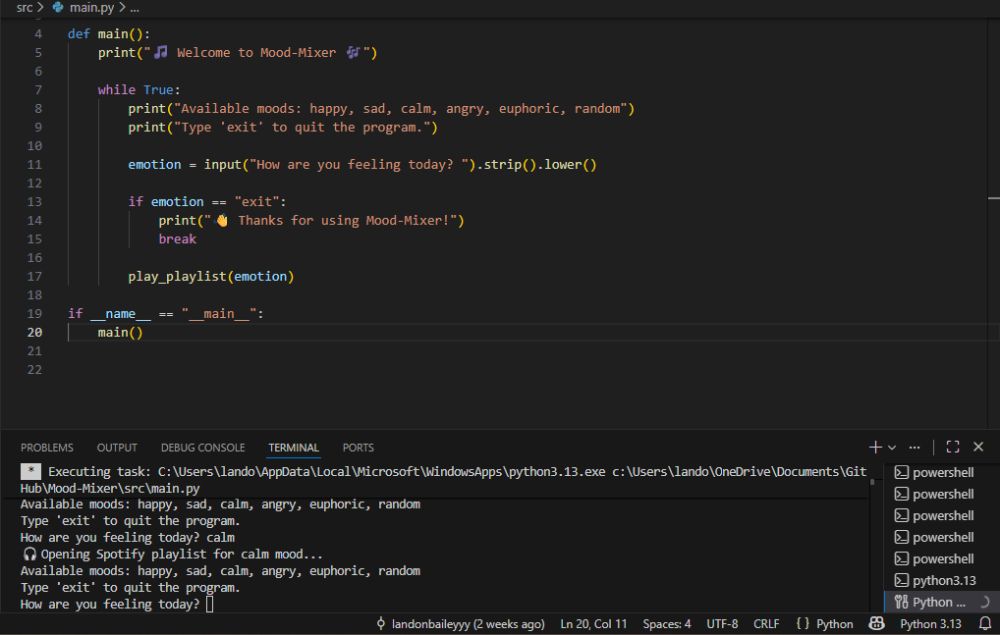 src > main.py > ...
4 def main():
5 print("🎵 Welcome to Mood-Mixer 🎶")
6
7 while True:
8 print("Available moods: happy, sad, calm, angry, euphoric, random")
9 print("Type 'exit' to quit the program.")
10
11 emotion = input("How are you feeling today? ").strip().lower()
12
13 if emotion == "exit":
14 print("👋 Thanks for using Mood-Mixer!")
15 break
16
17 play_playlist(emotion)
18
19 if __name__ == "__main__":
20 main()
21
22
PROBLEMS OUTPUT DEBUG CONSOLE TERMINAL PORTS
* Executing task: C:\Users\lando\AppData\Local\Microsoft\WindowsApps\python3.13.exe c:\Users\lando\OneDrive\Documents\Git
Hub\Mood-Mixer\src\main.py
Available moods: happy, sad, calm, angry, euphoric, random
Type 'exit' to quit the program.
How are you feeling today? calm
🎧 Opening Spotify playlist for calm mood...
Available moods: happy, sad, calm, angry, euphoric, random
Type 'exit' to quit the program.
How are you feeling today?
powershell
powershell
powershell
powershell
powershell
python3.13
Python ...
landonbaileyyy (2 weeks ago) Ln 20, Col 11 Spaces: 4 UTF-8 CRLF { } Python Python 3.13